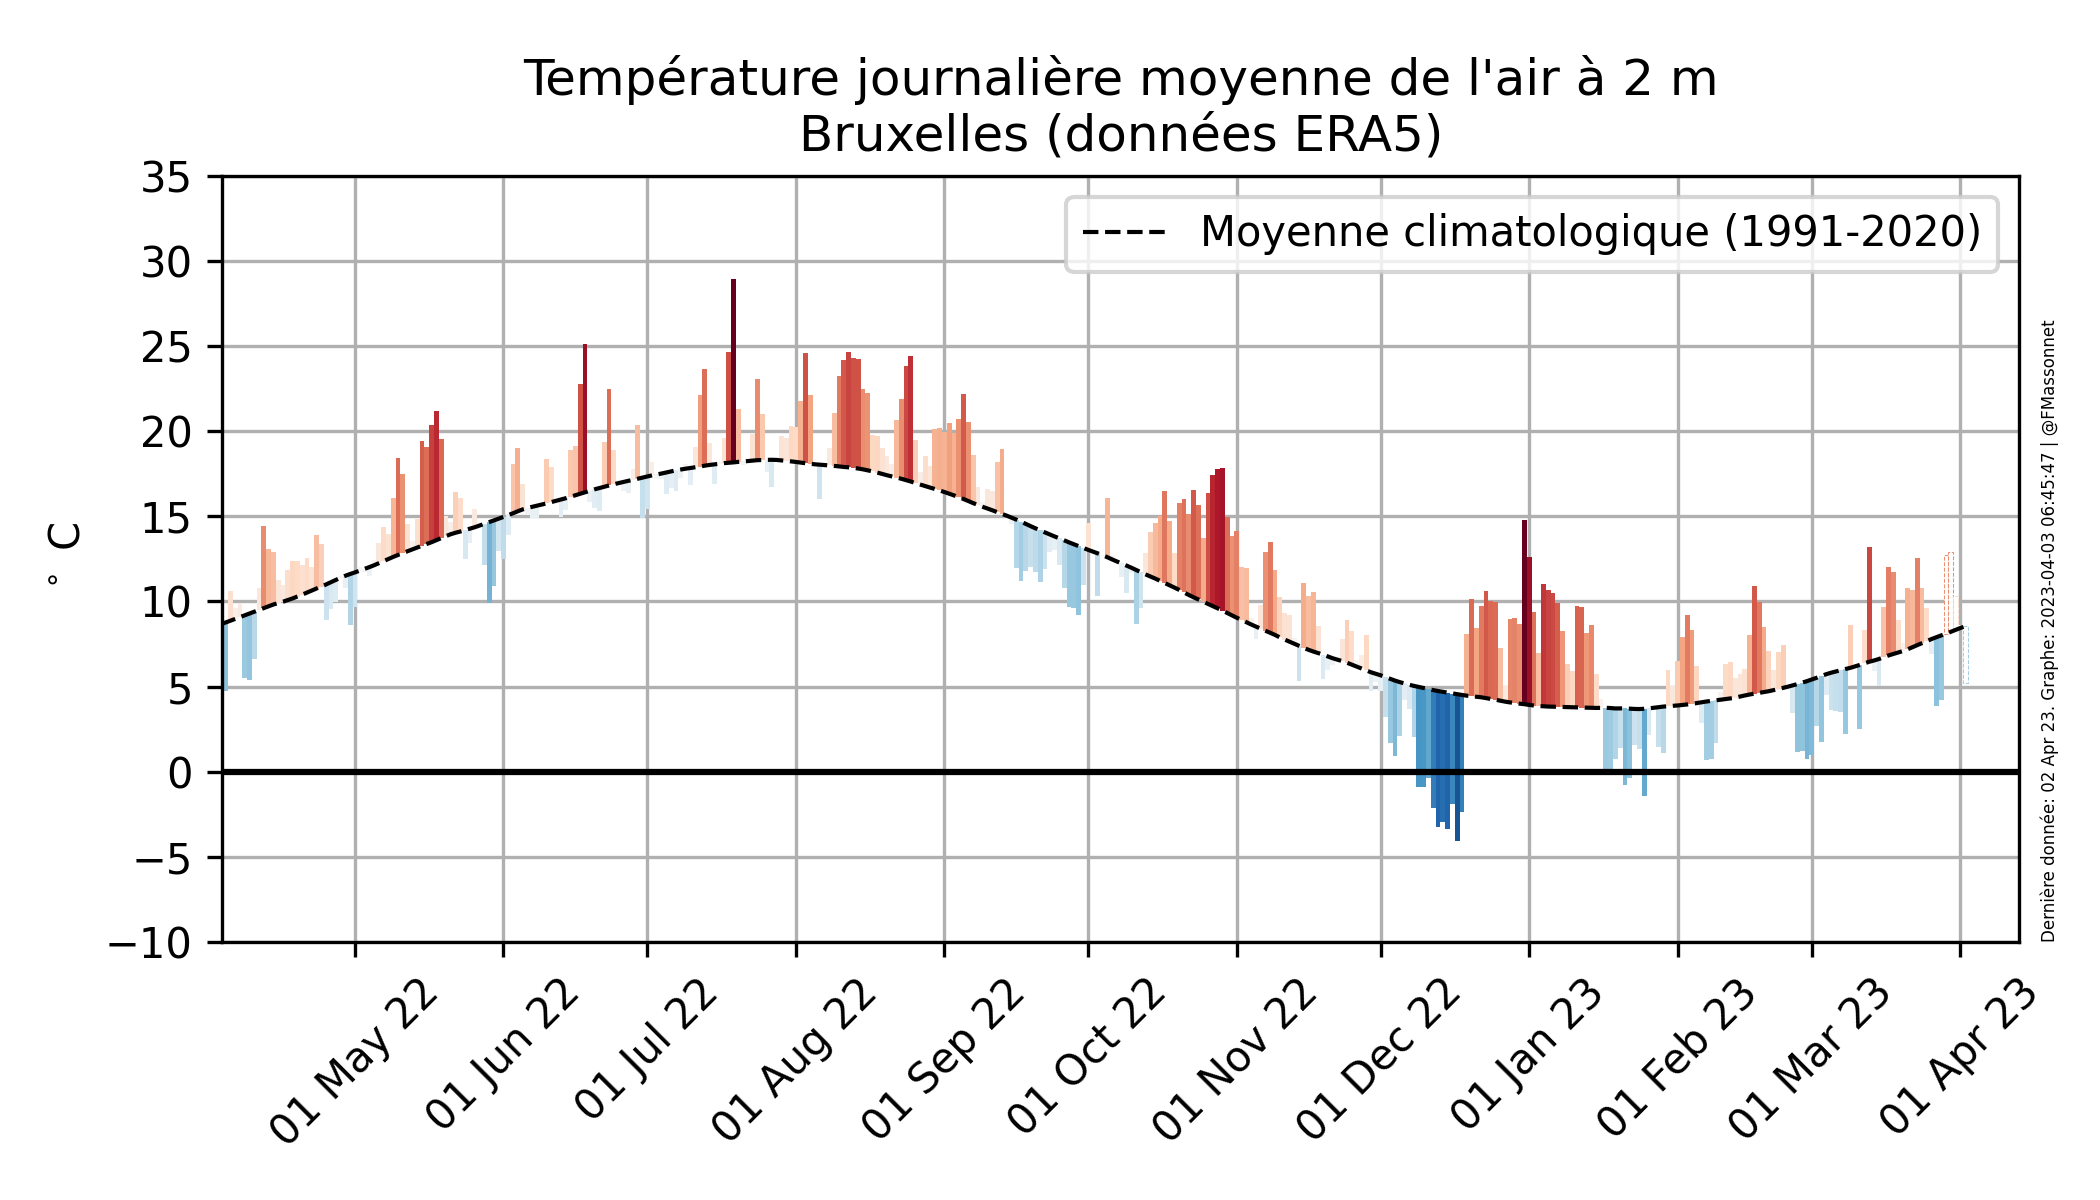 Température journalière moyenne de l'air à 2 m
Bruxelles (données ERA5)
35
30
25
20
15
10
5
0
−5
−10
° C
Moyenne climatologique (1991-2020)
01 May 22
01 Jun 22
01 Jul 22
01 Aug 22
01 Sep 22
01 Oct 22
01 Nov 22
01 Dec 22
01 Jan 23
01 Feb 23
01 Mar 23
01 Apr 23
Dernière donnée: 02 Apr 23. Graphe: 2023-04-03 06:45:47 | @FMassonnet